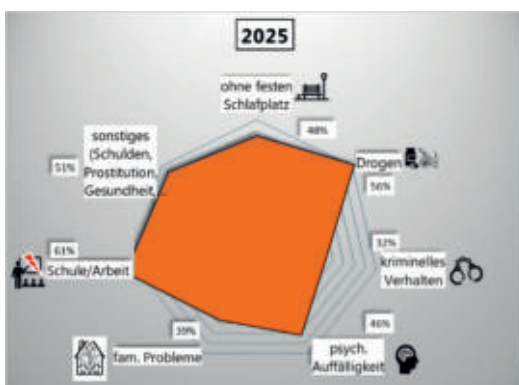 2025
ohne festen
Schlafplatz
48%
Drogen
56%
32%
kriminelles
Verhalten
46%
psych.
Auffälligkeit
39%
fam. Probleme
61%
Schule/Arbeit
51%
sonstiges
(Schulden,
Prostitution,
Gesundheit,